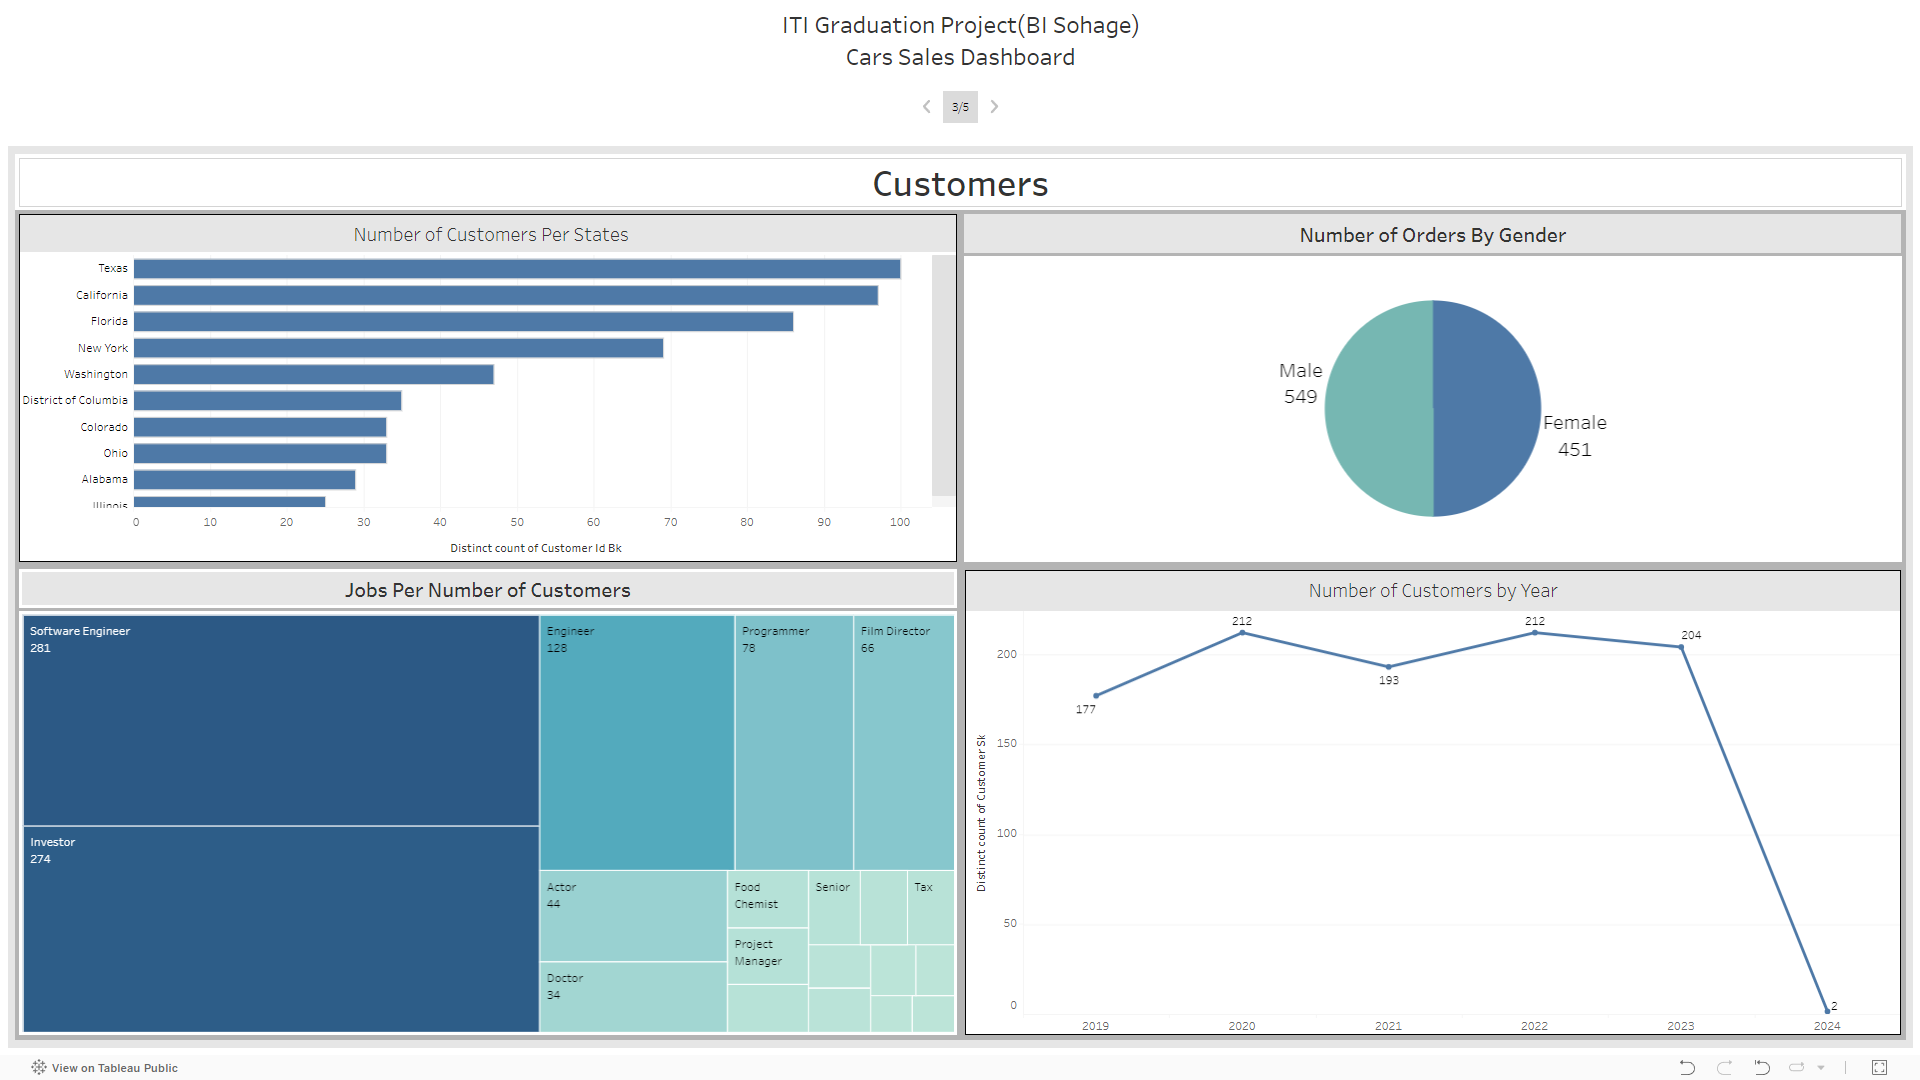 ITI Graduation Project(BI Sohage)
Cars Sales Dashboard
3/5
Customers
Number of Customers Per States
Texas
California
Florida
New York
Washington
District of Columbia
Colorado
Ohio
Alabama
Illinois
0 10 20 30 40 50 60 70 80 90 100
Distinct count of Customer Id Bk
Number of Orders By Gender
Male
549
Female
451
Jobs Per Number of Customers
Software Engineer
281
Investor
274
Engineer
128
Programmer
78
Film Director
66
Actor
44
Doctor
34
Food
Chemist
Project
Manager
Senior
Tax
Number of Customers by Year
Distinct count of Customer Sk
200
150
100
50
0
177
212
193
212
204
2
2019 2020 2021 2022 2023 2024
View on Tableau Public